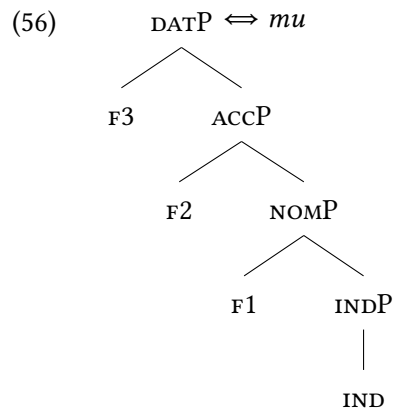 (56) DATP ⇔ mu
F3 ACCP
F2 NOMP
F1 INDP
IND